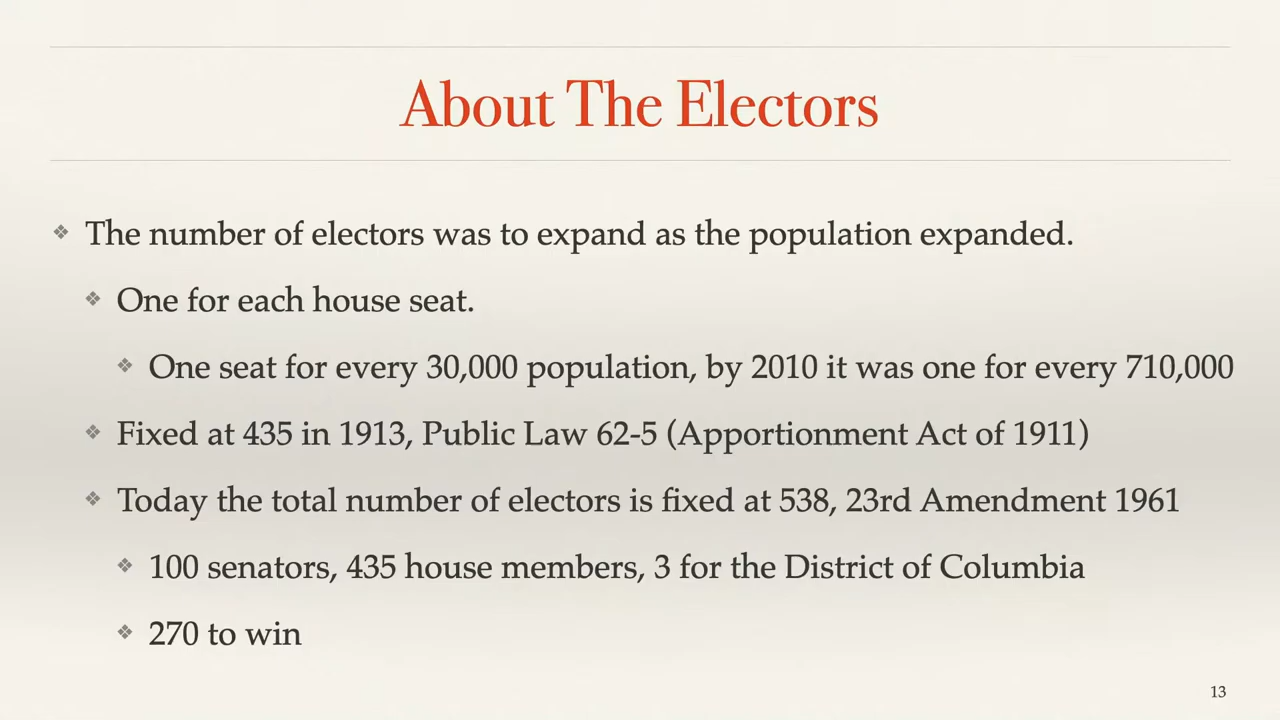 About The Electors
❖ The number of electors was to expand as the population expanded.
❖ One for each house seat.
❖ One seat for every 30,000 population, by 2010 it was one for every 710,000
❖ Fixed at 435 in 1913, Public Law 62-5 (Apportionment Act of 1911)
❖ Today the total number of electors is fixed at 538, 23rd Amendment 1961
❖ 100 senators, 435 house members, 3 for the District of Columbia
❖ 270 to win
13